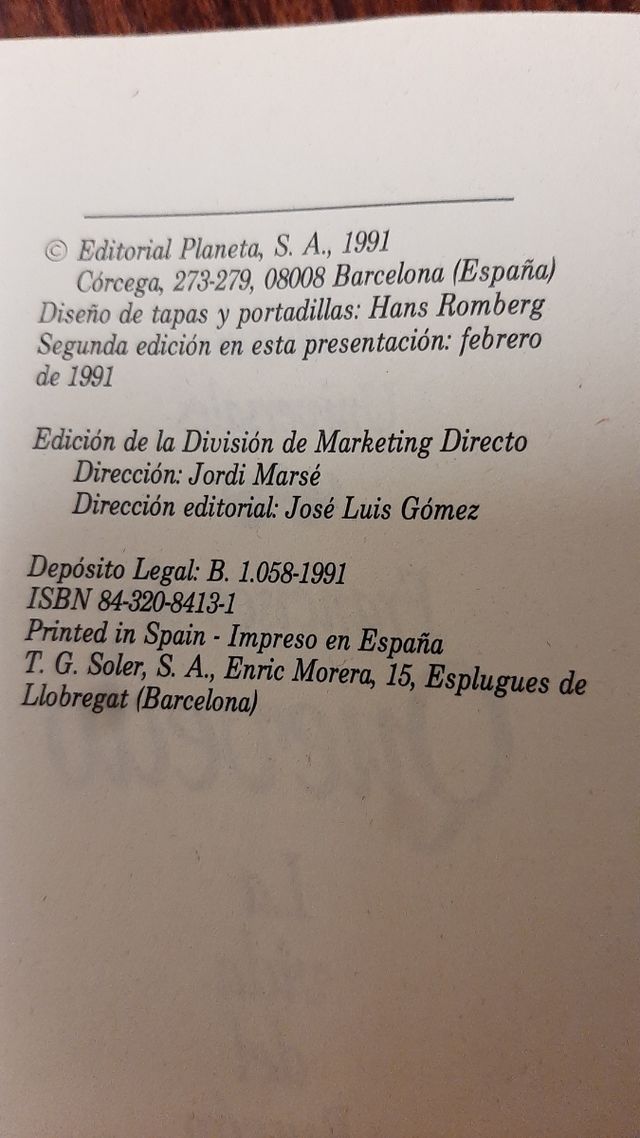 © Editorial Planeta, S. A., 1991
Córcega, 273-279, 08008 Barcelona (España)
Diseño de tapas y portadillas: Hans Romberg
Segunda edición en esta presentación: febrero
de 1991
Edición de la División de Marketing Directo
Dirección: Jordi Marsé
Dirección editorial: José Luis Gómez
Depósito Legal: B. 1.058-1991
ISBN 84-320-8413-1
Printed in Spain - Impreso en España
T. G. Soler, S. A., Enric Morera, 15, Esplugues de
Llobregat (Barcelona)